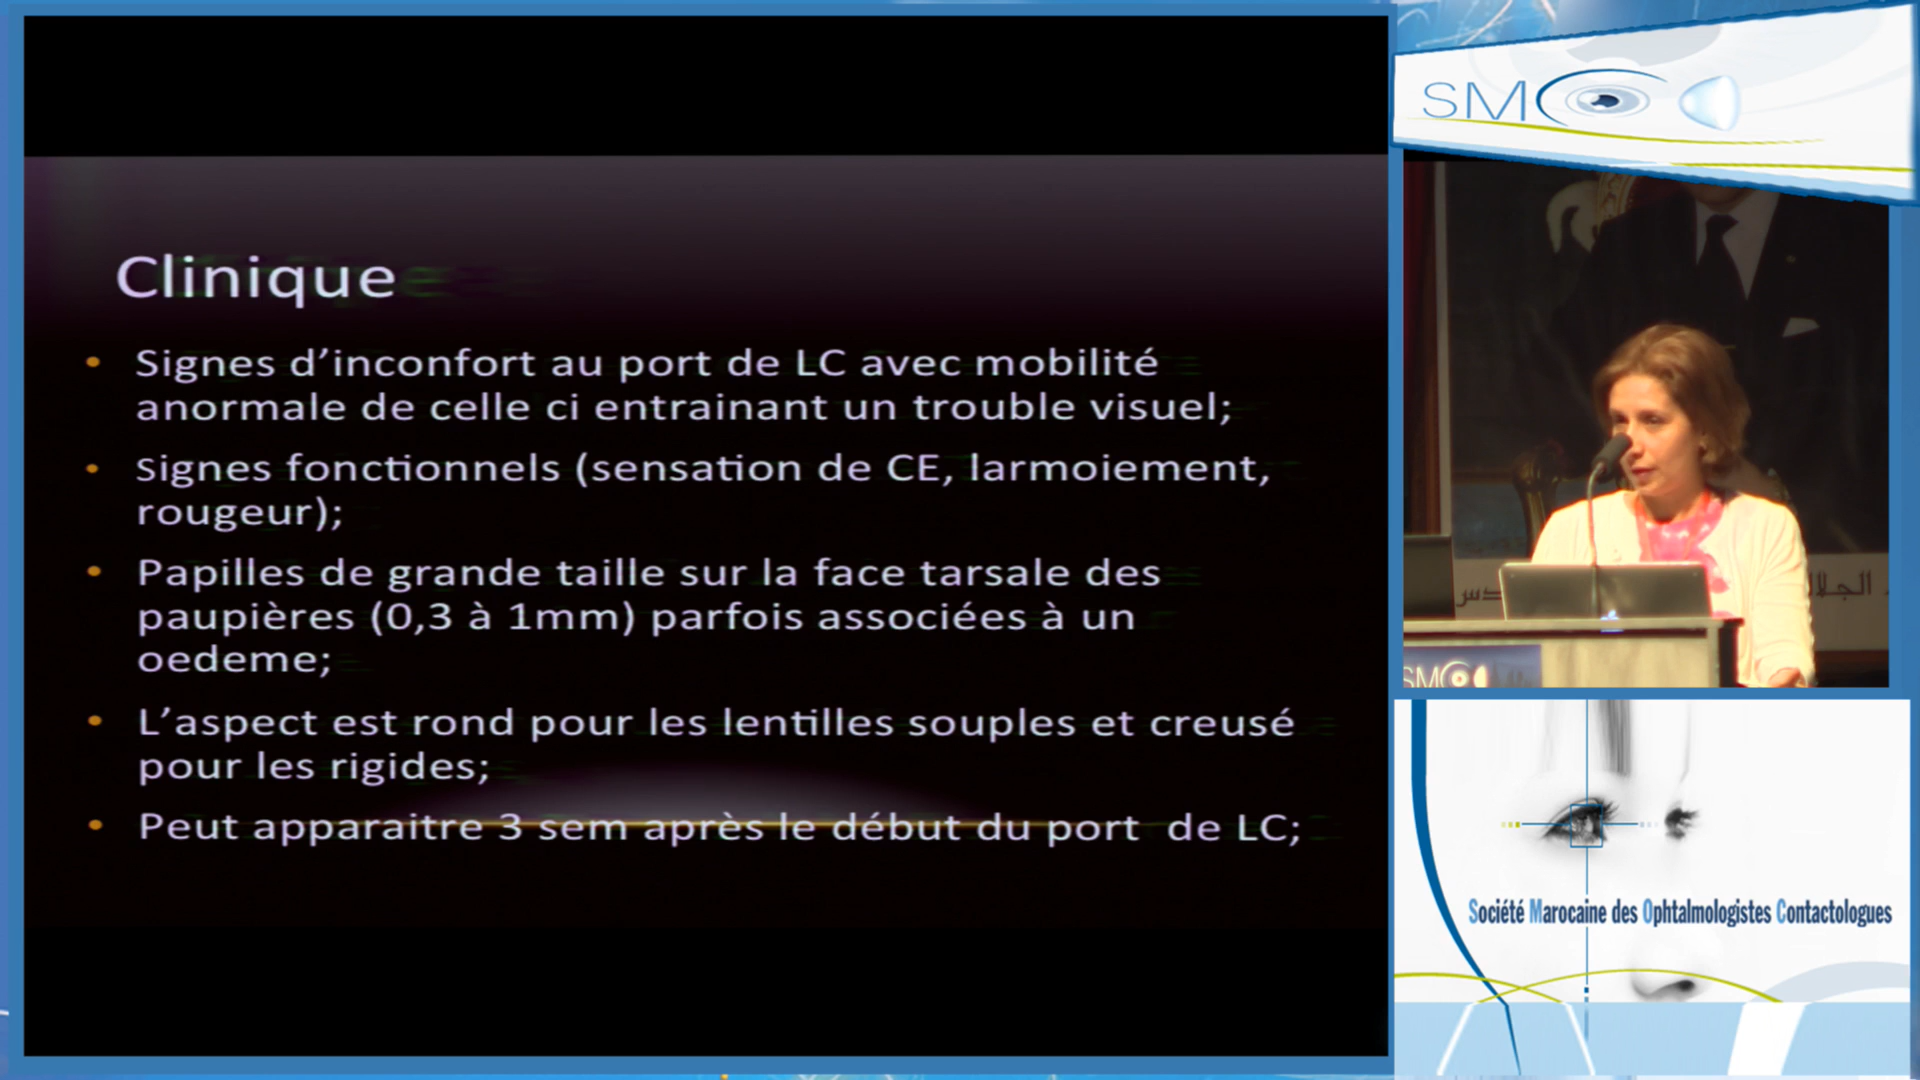 Clinique
• Signes d’inconfort au port de LC avec mobilité
anormale de celle ci entrainant un trouble visuel;
• Signes fonctionnels (sensation de CE, larmoiement,
rougeur);
• Papilles de grande taille sur la face tarsale des
paupières (0,3 à 1mm) parfois associées à un
oedeme;
• L’aspect est rond pour les lentilles souples et creusé
pour les rigides;
• Peut apparaitre 3 sem après le début du port  de LC;
SMOC
الجلال
SMOC
Société Marocaine des Ophtalmologistes Contactologues